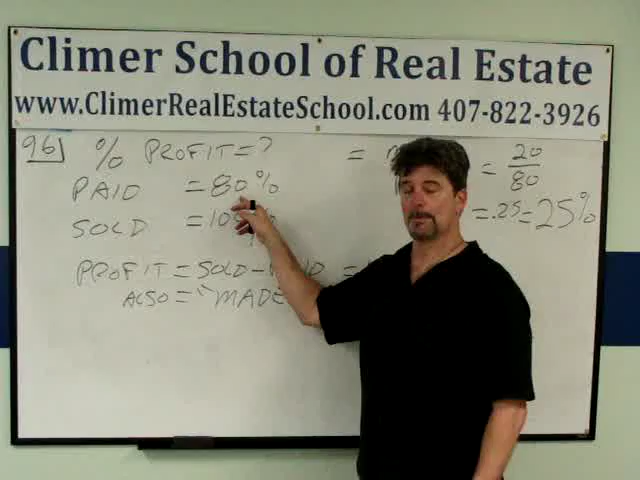 Climer School of Real Estate
www.ClimerRealEstateSchool.com 407-822-3926
96] % PROFIT = ? = = 20/80
PAID = 80%
= .25 = 25%
SOLD =
PROFIT = SOLD - =
ALSO = "MADE